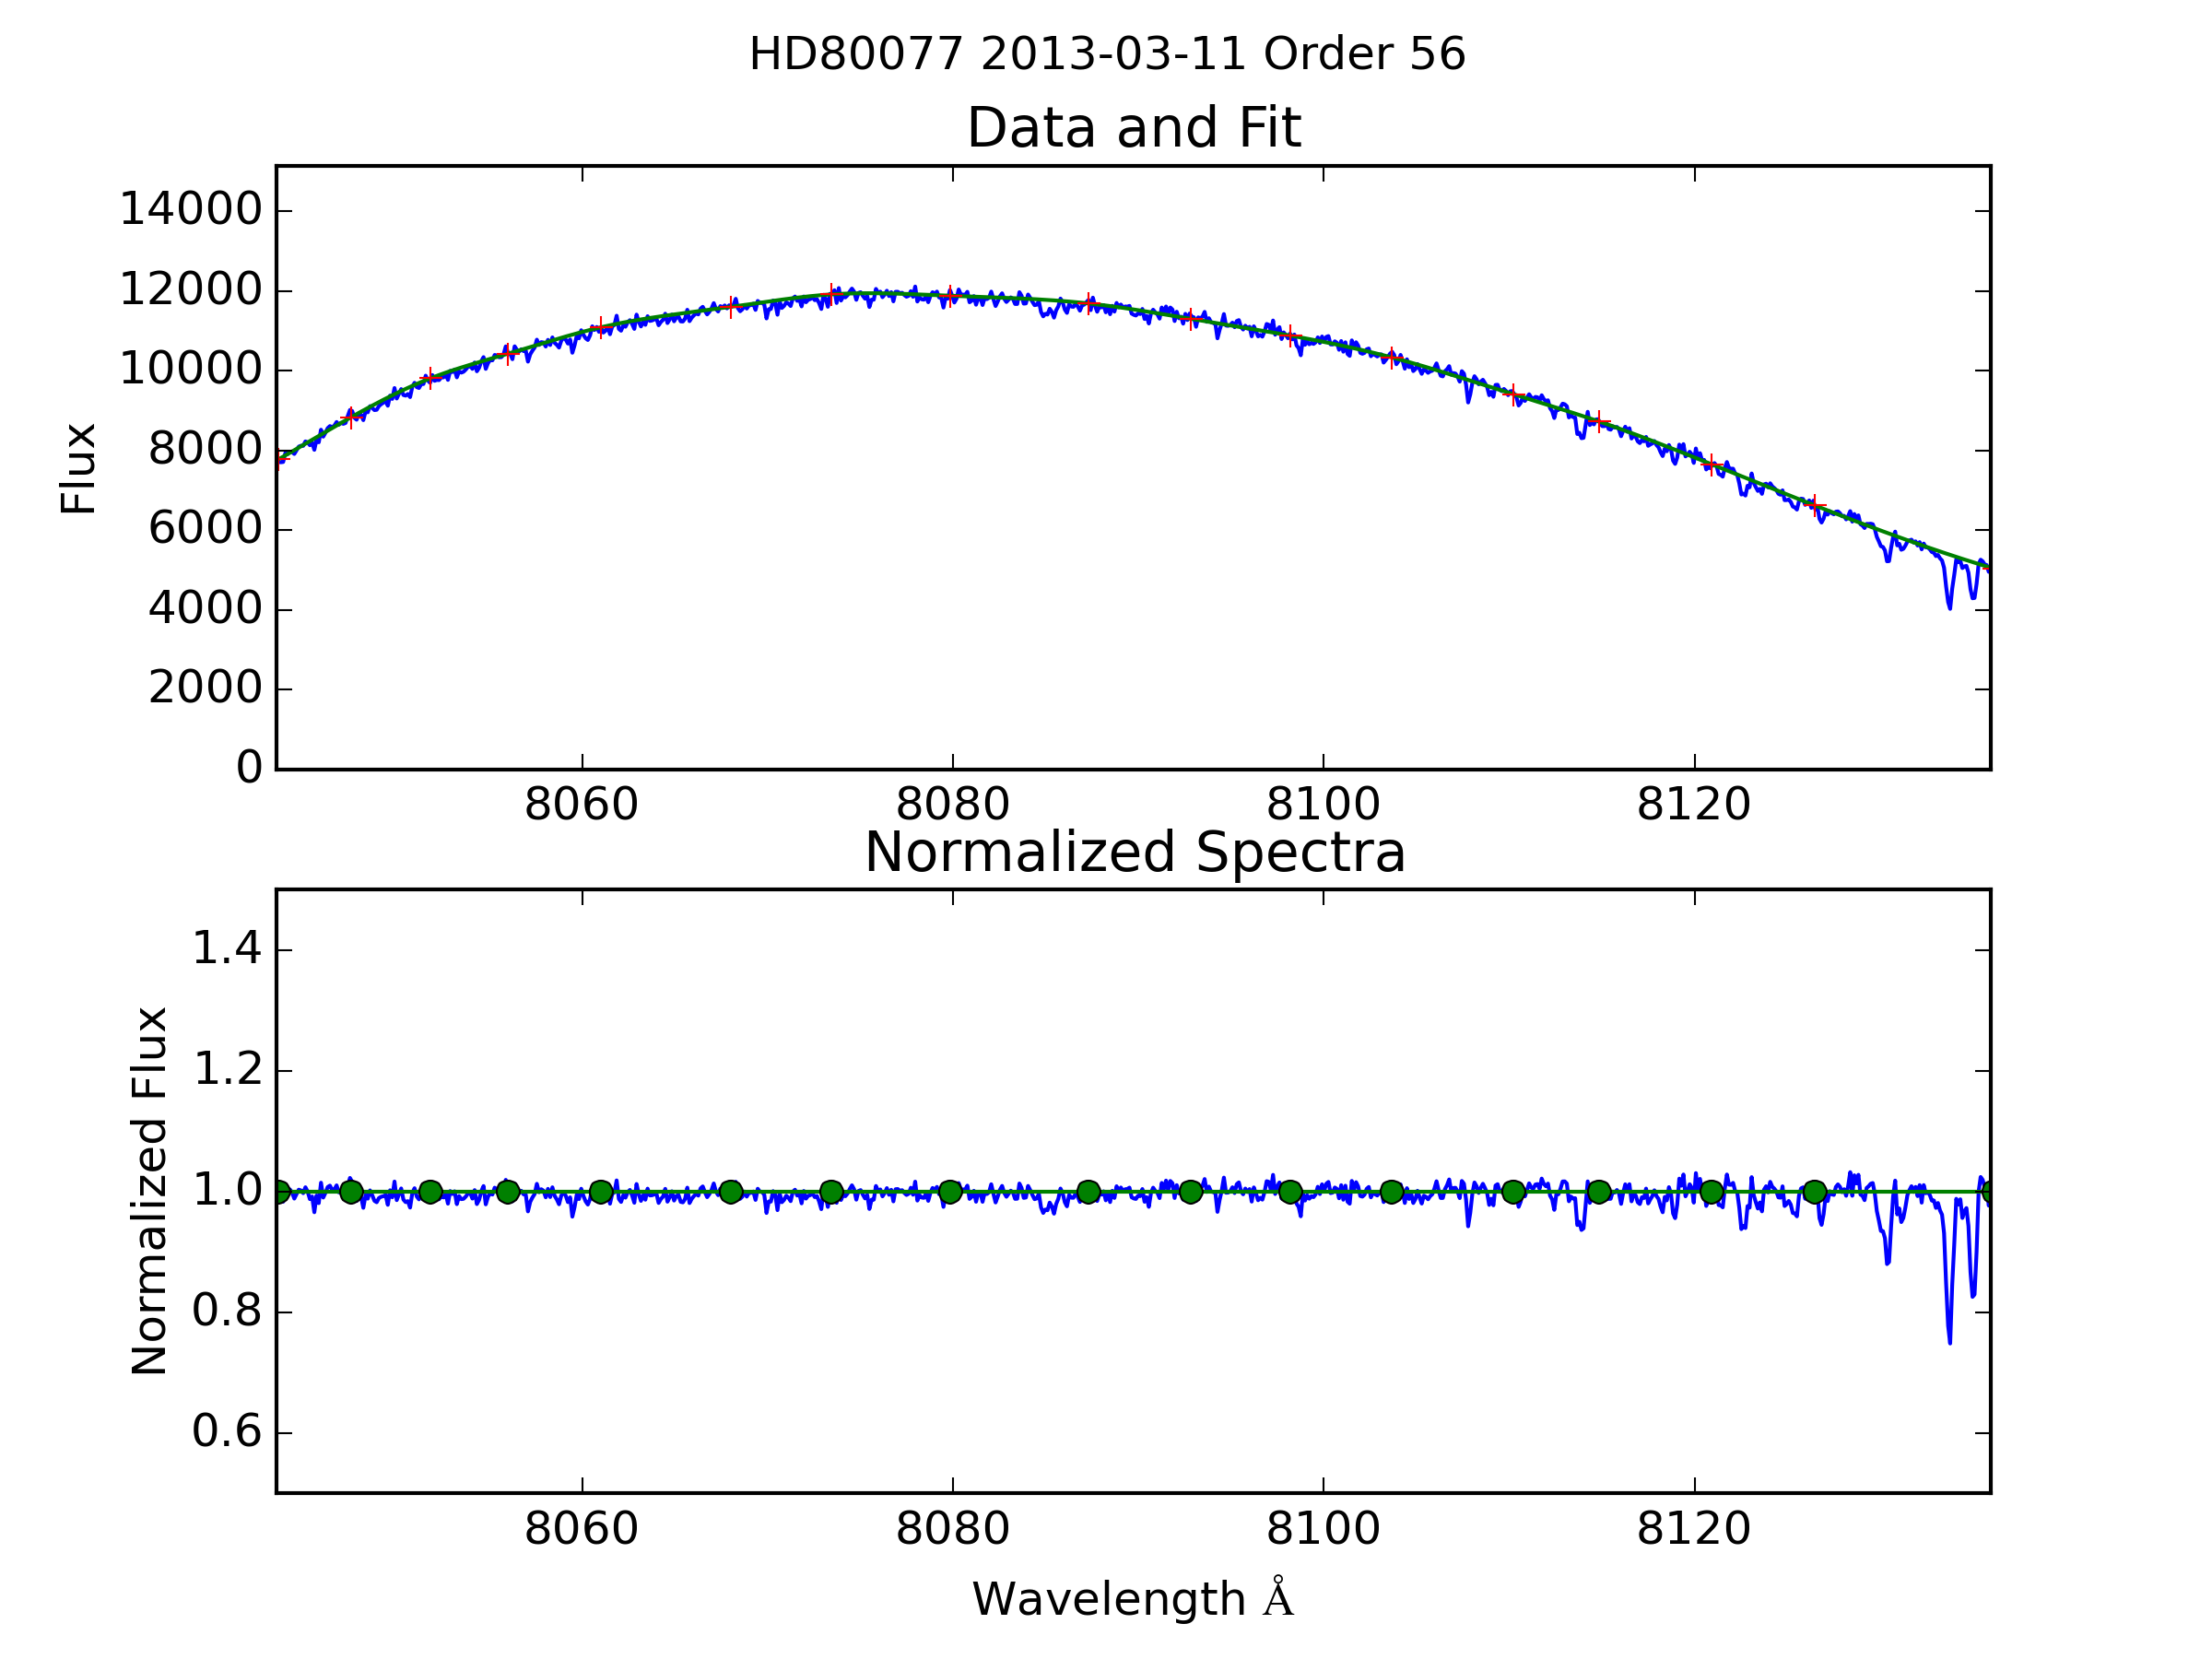 HD80077 2013-03-11 Order 56
Data and Fit
14000
12000
10000
8000
6000
4000
2000
0
Flux
8060 8080 8100 8120
Normalized Spectra
1.4
1.2
1.0
0.8
0.6
Normalized Flux
8060 8080 8100 8120
Wavelength Å